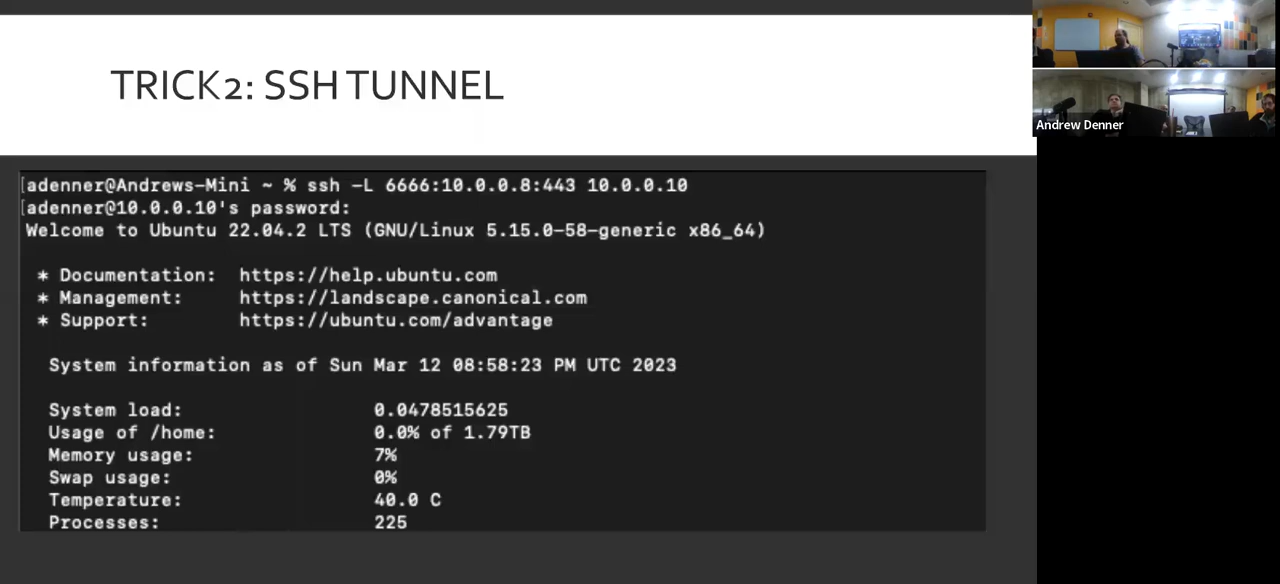 TRICK 2: SSH TUNNEL
[adenner@Andrews-Mini ~ % ssh -L 6666:10.0.0.8:443 10.0.0.10
[adenner@10.0.0.10's password:
Welcome to Ubuntu 22.04.2 LTS (GNU/Linux 5.15.0-58-generic x86_64)
* Documentation: https://help.ubuntu.com
* Management: https://landscape.canonical.com
* Support: https://ubuntu.com/advantage
System information as of Sun Mar 12 08:58:23 PM UTC 2023
System load: 0.0478515625
Usage of /home: 0.0% of 1.79TB
Memory usage: 7%
Swap usage: 0%
Temperature: 40.0 C
Processes: 225
Andrew Denner